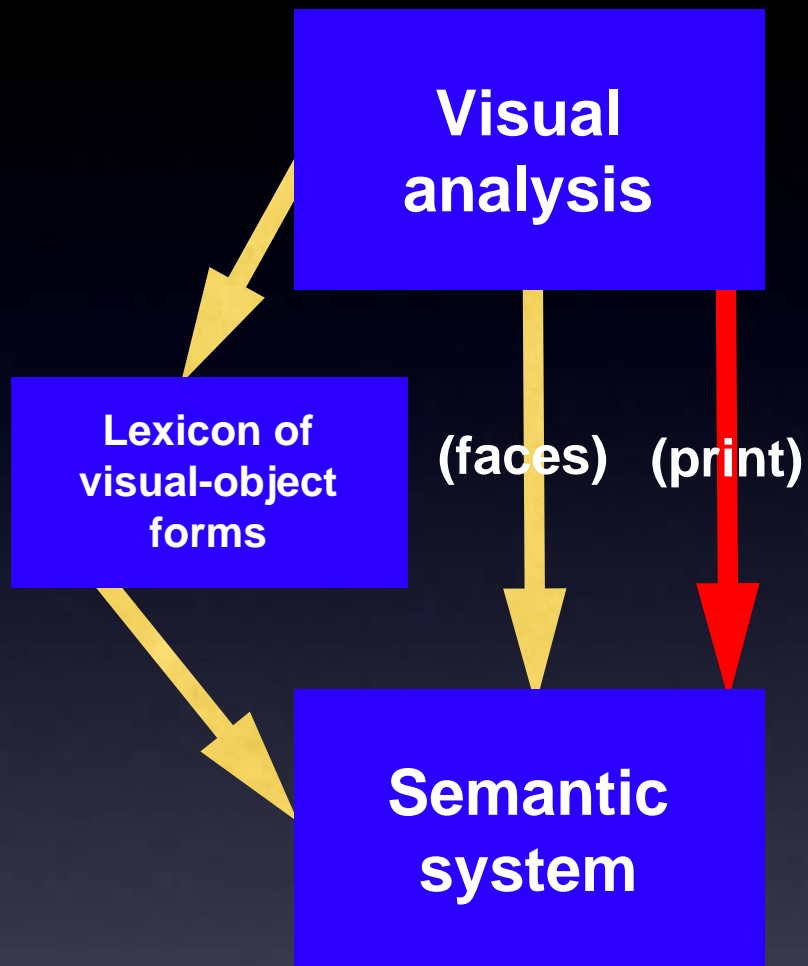 Visual
analysis
Lexicon of
visual-object
forms
(faces)
(print)
Semantic
system